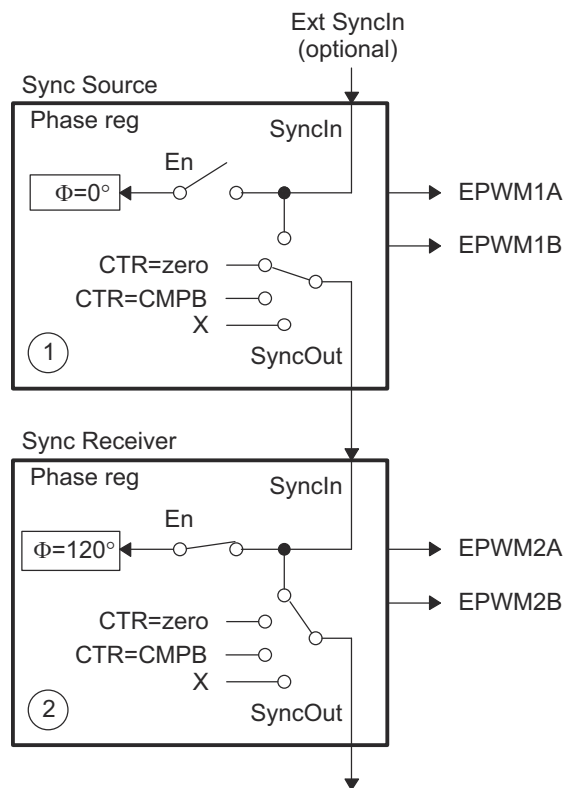 Ext SyncIn
(optional)
Sync Source
Phase reg
SyncIn
En
Φ=0°
EPWM1A
EPWM1B
CTR=zero
CTR=CMPB
X
1
SyncOut
Sync Receiver
Phase reg
SyncIn
En
Φ=120°
EPWM2A
EPWM2B
CTR=zero
CTR=CMPB
X
2
SyncOut